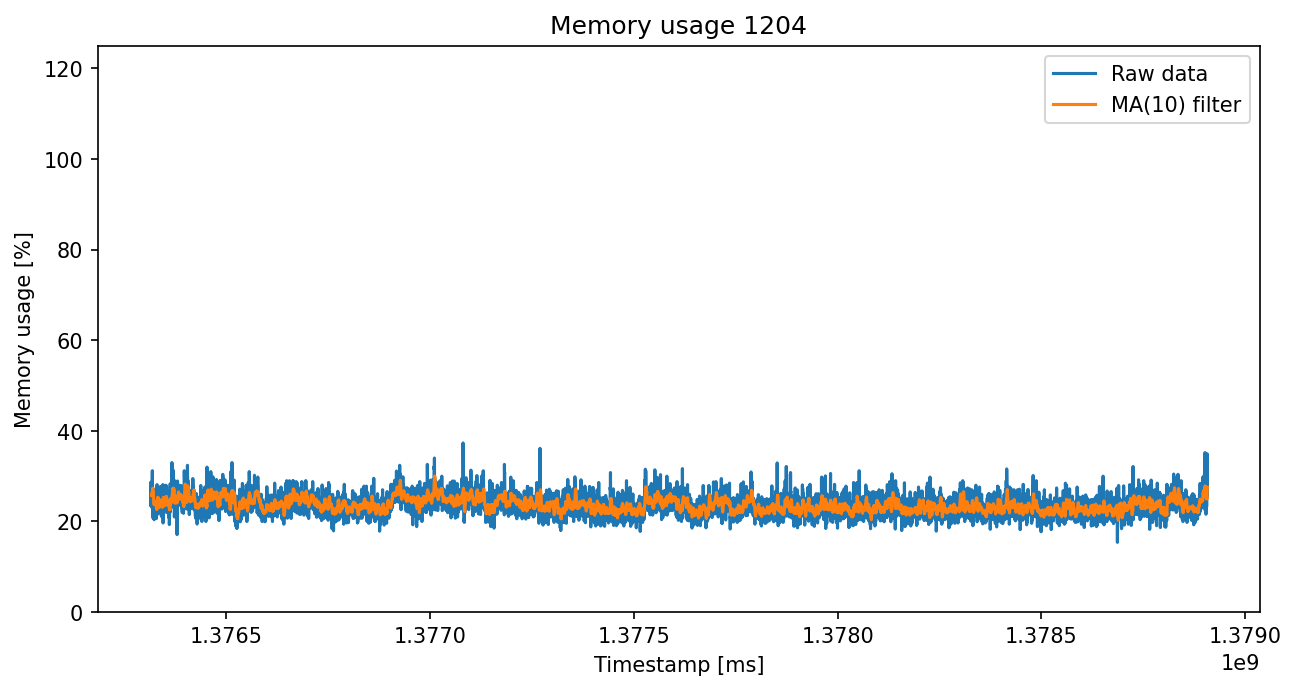 Memory usage 1204
Raw data
MA(10) filter
Memory usage [%]
120
100
80
60
40
20
0
1.3765 1.3770 1.3775 1.3780 1.3785 1.3790
1e9
Timestamp [ms]